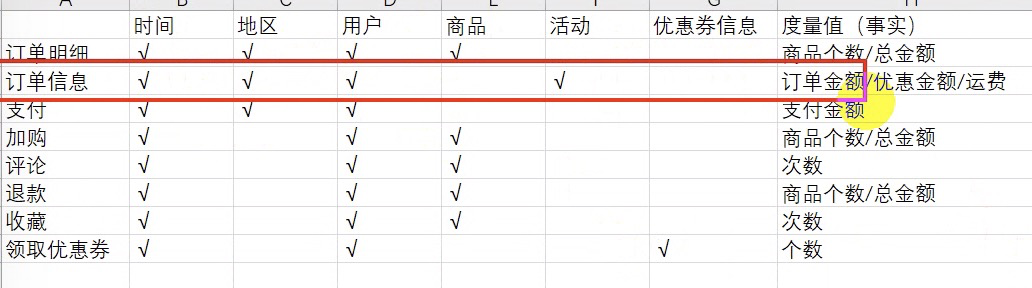 时间 地区 用户 商品 活动 优惠券信息 度量值（事实）
订单明细 √ √ √ √ 商品个数/总金额
订单信息 √ √ √ √ 订单金额/优惠金额/运费
支付 √ √ √ 支付金额
加购 √ √ √ 商品个数/总金额
评论 √ √ √ 次数
退款 √ √ √ 商品个数/总金额
收藏 √ √ √ 次数
领取优惠券 √ √ √ 个数